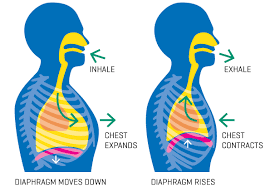 INHALE
CHEST
EXPANDS
DIAPHRAGM MOVES DOWN
EXHALE
CHEST
CONTRACTS
DIAPHRAGM RISES